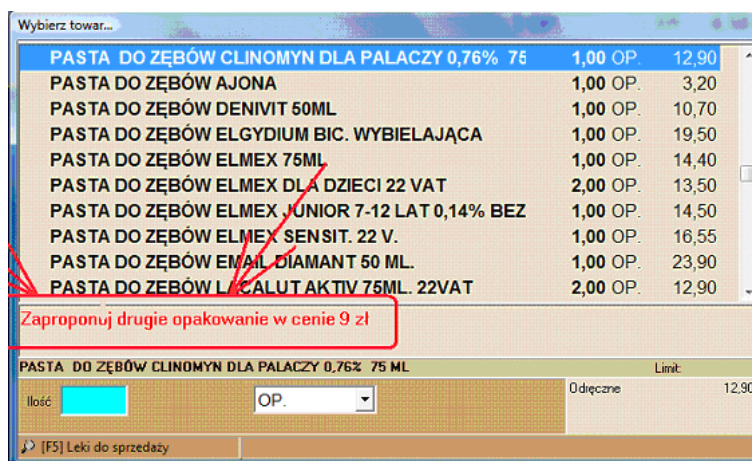 Wybierz towar...
PASTA DO ZĘBÓW CLINOMYN DLA PALACZY 0,76% 75 1,00 OP. 12,90
PASTA DO ZĘBÓW AJONA 1,00 OP. 3,20
PASTA DO ZĘBÓW DENIVIT 50ML 1,00 OP. 10,70
PASTA DO ZĘBÓW ELGYDIUM BIC. WYBIELAJĄCA 1,00 OP. 19,50
PASTA DO ZĘBÓW ELMEX 75ML 1,00 OP. 14,40
PASTA DO ZĘBÓW ELMEX DLA DZIECI 22 VAT 2,00 OP. 13,50
PASTA DO ZĘBÓW ELMEX JUNIOR 7-12 LAT 0,14% BEZ 1,00 OP. 14,50
PASTA DO ZĘBÓW ELMEX SENSIT. 22 V. 1,00 OP. 16,55
PASTA DO ZĘBÓW EMAIL DIAMANT 50 ML. 1,00 OP. 23,90
PASTA DO ZĘBÓW LACALUT AKTIV 75ML. 22VAT 2,00 OP. 12,90
Zaproponuj drugie opakowanie w cenie 9 zł
PASTA DO ZĘBÓW CLINOMYN DLA PALACZY 0,76% 75 ML Limit:
Ilość OP. Odręczne 12,90
[F5] Leki do sprzedaży